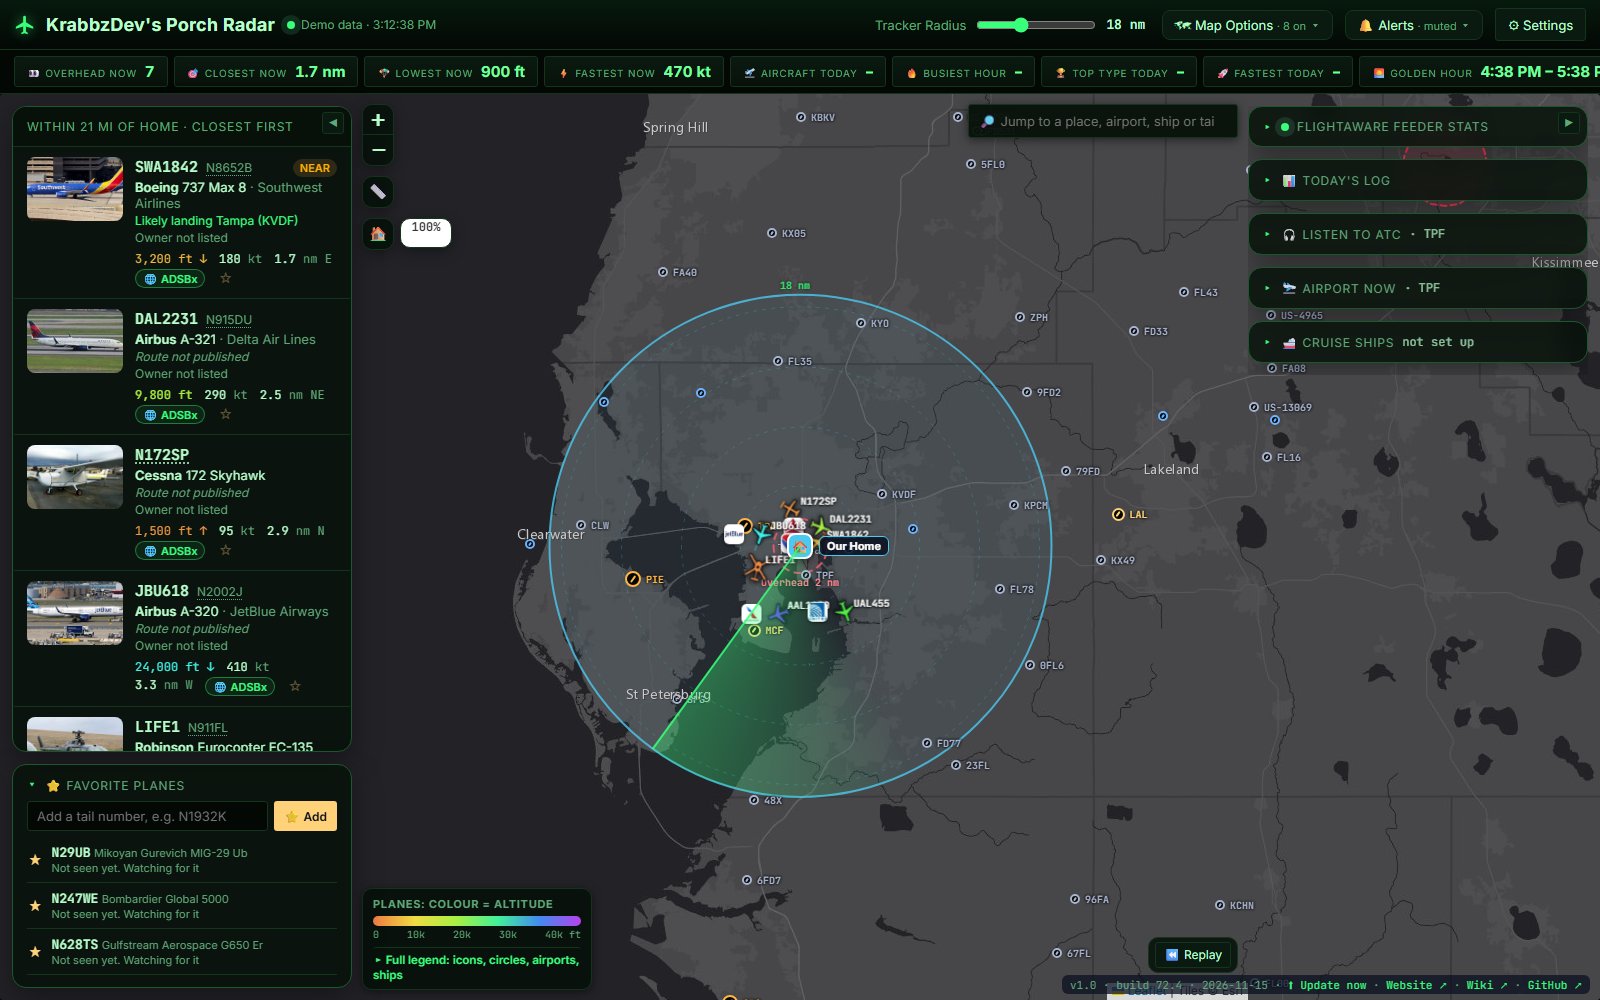 KrabbzDev's Porch Radar
Demo data · 3:12:38 PM
Tracker Radius 18 nm
Map Options · 8 on
Alerts · muted
Settings
OVERHEAD NOW 7
CLOSEST NOW 1.7 nm
LOWEST NOW 900 ft
FASTEST NOW 470 kt
AIRCRAFT TODAY –
BUSIEST HOUR –
TOP TYPE TODAY –
FASTEST TODAY –
GOLDEN HOUR 4:38 PM – 5:38 P
WITHIN 21 MI OF HOME · CLOSEST FIRST
SWA1842 N8652B NEAR
Boeing 737 Max 8 · Southwest
Airlines
Likely landing Tampa (KVDF)
Owner not listed
3,200 ft ↓ 180 kt 1.7 nm E
ADSBx
DAL2231 N915DU
Airbus A-321 · Delta Air Lines
Route not published
Owner not listed
9,800 ft 290 kt 2.5 nm NE
ADSBx
N172SP
Cessna 172 Skyhawk
Route not published
Owner not listed
1,500 ft ↑ 95 kt 2.9 nm N
ADSBx
JBU618 N2002J
Airbus A-320 · JetBlue Airways
Route not published
Owner not listed
24,000 ft ↓ 410 kt
3.3 nm W ADSBx
LIFE1 N911FL
Robinson Eurocopter EC-135
FAVORITE PLANES
Add a tail number, e.g. N1932K
Add
N29UB Mikoyan Gurevich MIG-29 Ub
Not seen yet. Watching for it
N247WE Bombardier Global 5000
Not seen yet. Watching for it
N628TS Gulfstream Aerospace G650 Er
Not seen yet. Watching for it
+
−
100%
Jump to a place, airport, ship or tai
FLIGHTAWARE FEEDER STATS
TODAY'S LOG
LISTEN TO ATC · TPF
AIRPORT NOW · TPF
CRUISE SHIPS not set up
Spring Hill
KBKV
5FL0
KX05
FA40
Kissimmee
18 nm
FL43
US-4965
KYO
ZPH
FD33
FL35
FA08
9FD2
US-13069
FL16
79FD
Lakeland
KVDF
KPCM
LAL
N172SP
DAL2231
JBU618
SWA1842
jetBlue
Our Home
CLW
Clearwater
KX49
LIFE1
TPF
overhead 2 nm
PIE
FL78
UAL455
MCF
0FL6
St Petersburg
FD77
23FL
48X
6FD7
96FA
KCHN
67FL
PLANES: COLOUR = ALTITUDE
0 10k 20k 30k 40k ft
Full legend: icons, circles, airports,
ships
Replay
v1.0 · build 72.4 · 2026-11-15 · ⬆ Update now · Website ↗ · Wiki ↗ · GitHub ↗